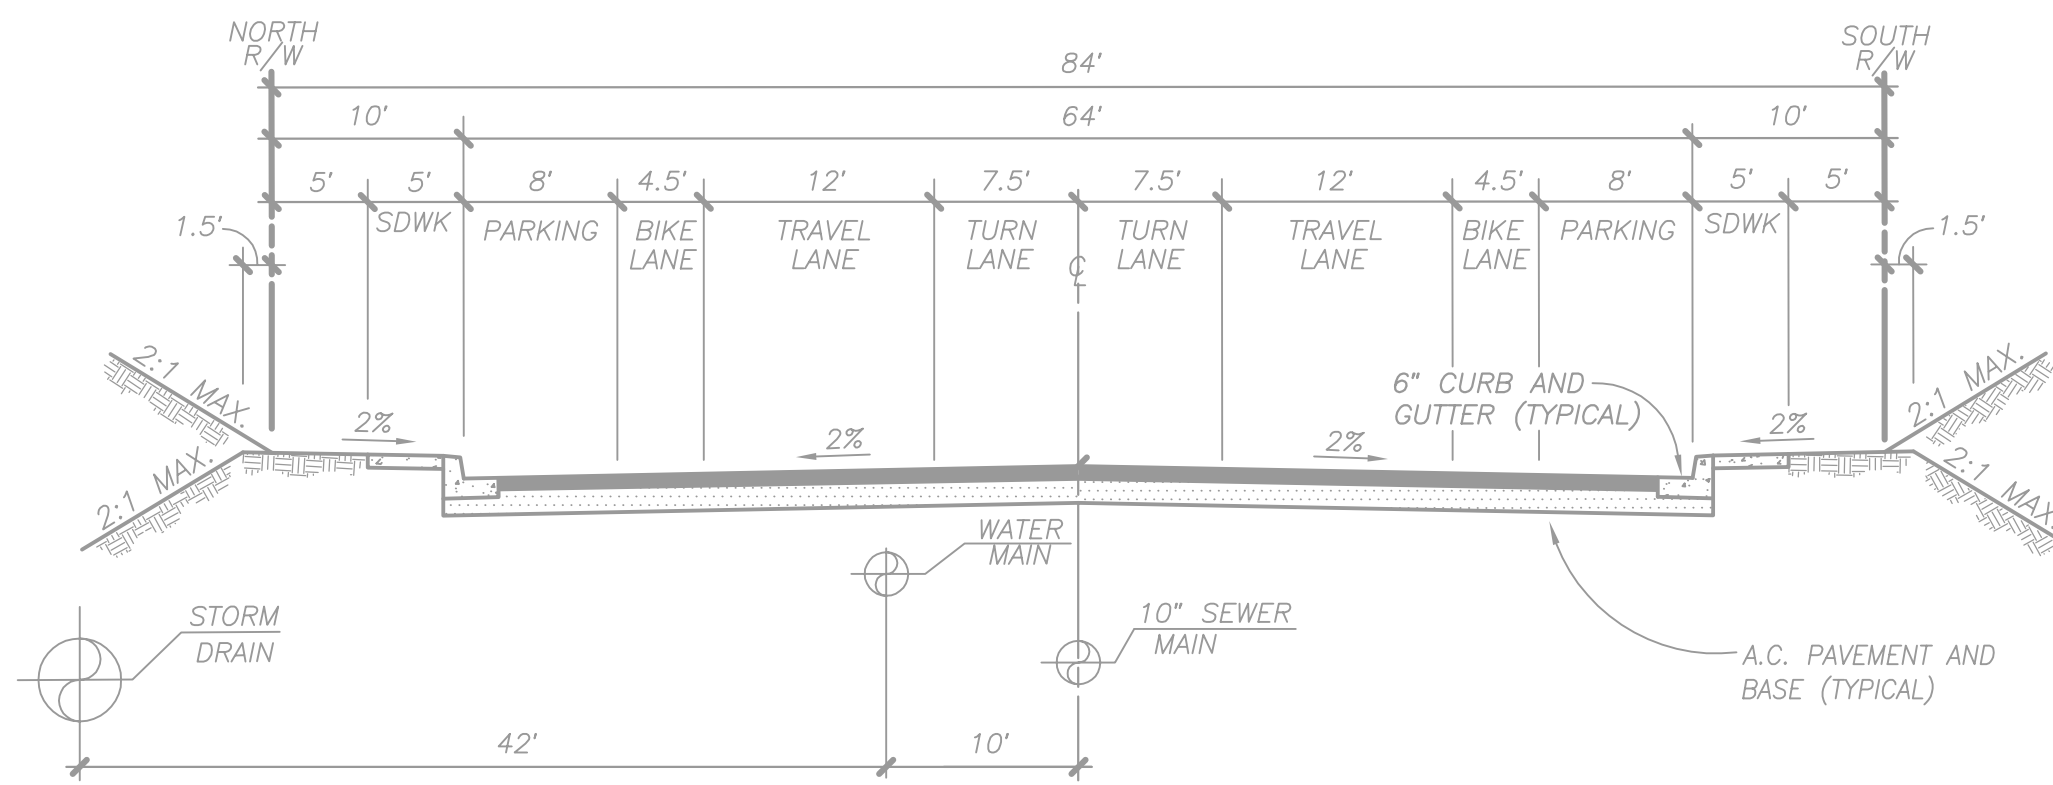 NORTH
R/W
SOUTH
R/W
84'
10'
64'
10'
5' 5' 8' 4.5' 12' 7.5' 7.5' 12' 4.5' 8' 5' 5'
SDWK PARKING BIKE TRAVEL TURN TURN TRAVEL BIKE PARKING SDWK
LANE LANE LANE LANE LANE LANE
1.5'
1.5'
℄
2:1 MAX.
2:1 MAX.
6" CURB AND
GUTTER (TYPICAL)
2%
2%
2%
2%
2:1 MAX.
2:1 MAX.
WATER
MAIN
STORM
DRAIN
10" SEWER
MAIN
A.C. PAVEMENT AND
BASE (TYPICAL)
42'
10'